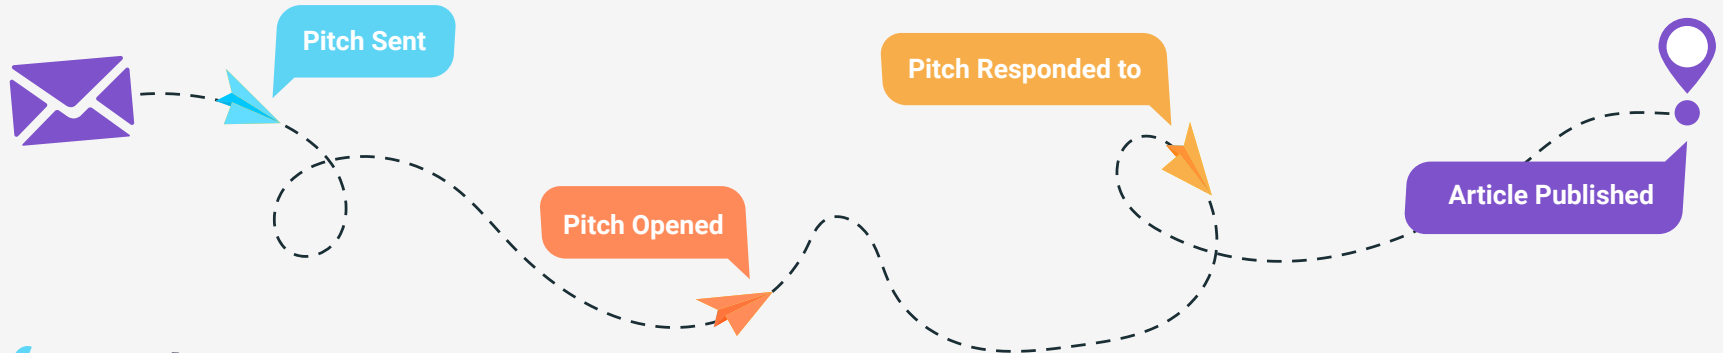 Pitch Sent
Pitch Responded to
Article Published
Pitch Opened